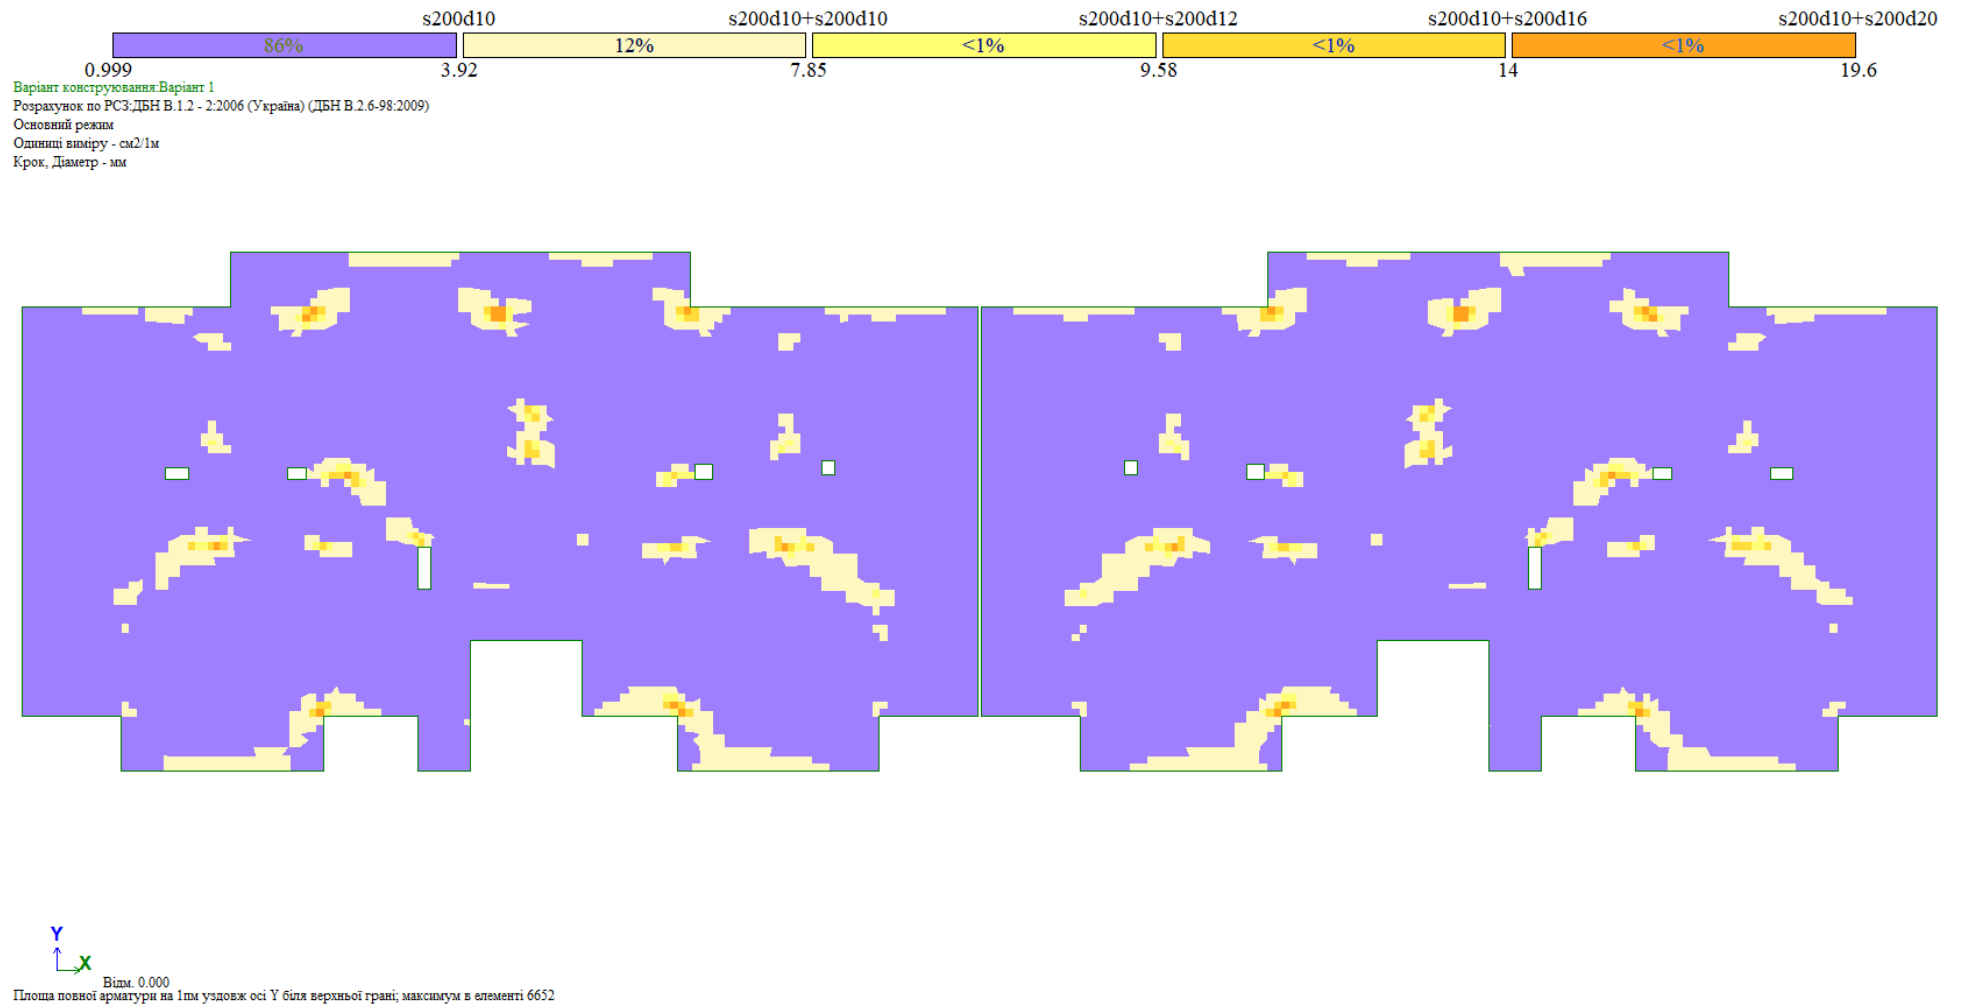 s200d10 s200d10+s200d10 s200d10+s200d12 s200d10+s200d16 s200d10+s200d20
86% 12% <1% <1% <1%
0.999 3.92 7.85 9.58 14 19.6
Варіант конструювання:Варіант 1
Розрахунок по РСЗ:ДБН В.1.2 - 2:2006 (Україна) (ДБН В.2.6-98:2009)
Основний режим
Одиниці виміру - см2/1м
Крок, Діаметр - мм
Y
X
Відм. 0.000
Площа повної арматури на 1пм уздовж осі Y біля верхньої грані; максимум в елементі 6652